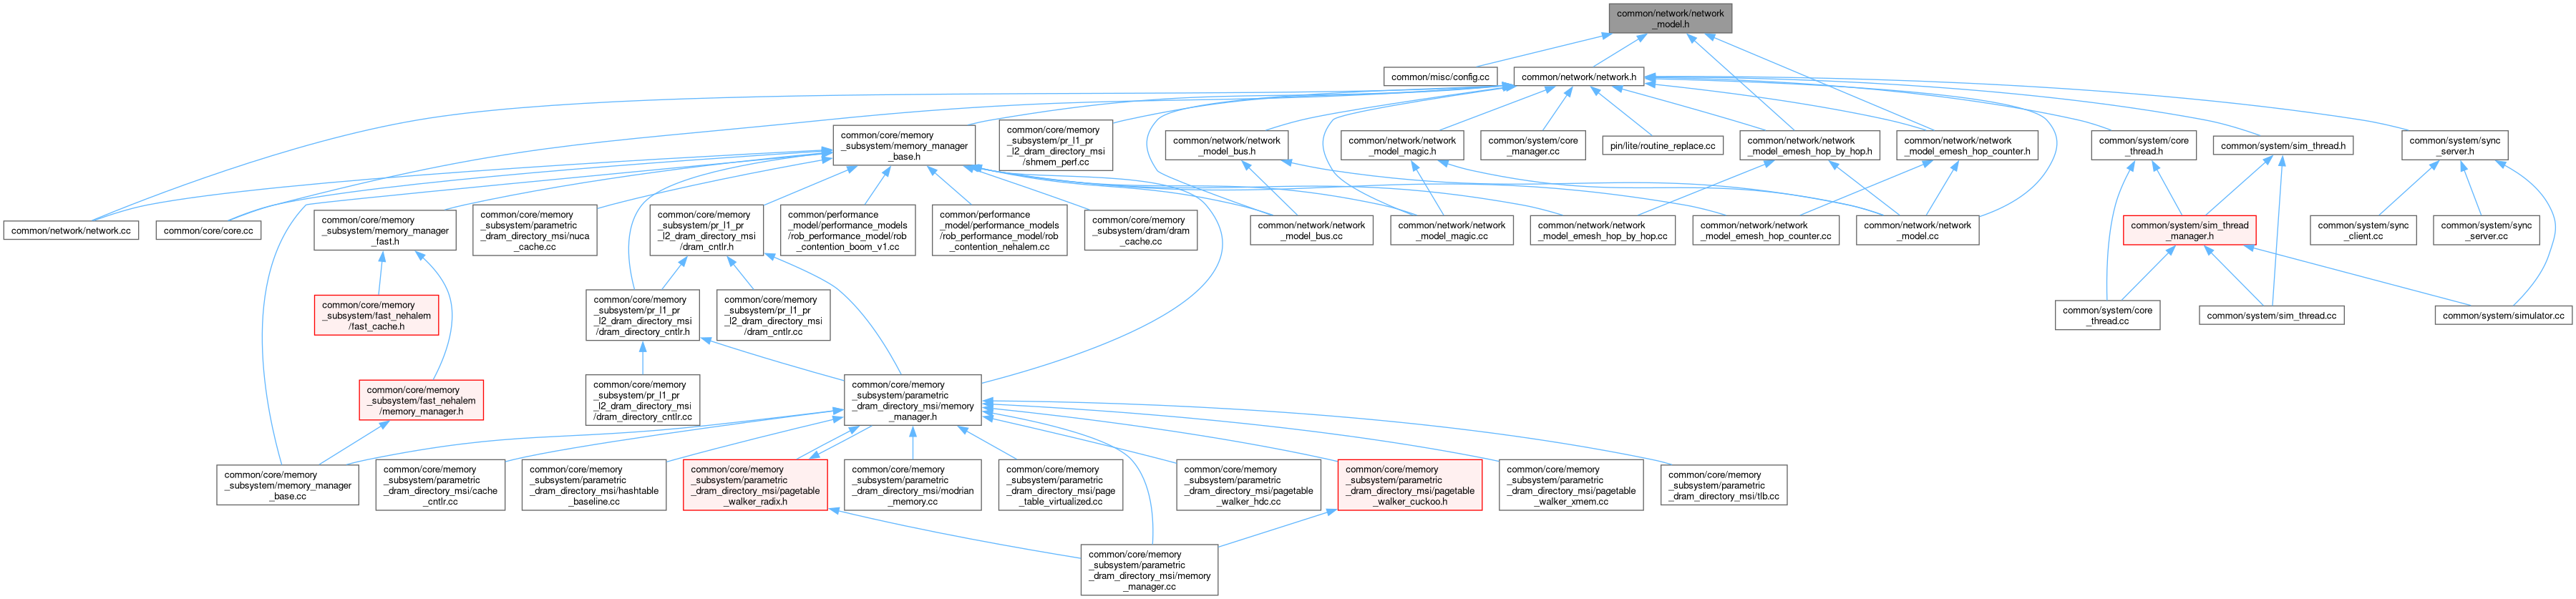 common/network/network
_model.h
common/misc/config.cc
common/network/network.h
common/core/memory
_subsystem/memory_manager
_base.h
common/core/memory
_subsystem/pr_l1_pr
_l2_dram_directory_msi
/shmem_perf.cc
common/network/network
_model_bus.h
common/network/network
_model_magic.h
common/system/core
_manager.cc
pin/lite/routine_replace.cc
common/network/network
_model_emesh_hop_by_hop.h
common/network/network
_model_emesh_hop_counter.h
common/system/core
_thread.h
common/system/sim_thread.h
common/system/sync
_server.h
common/network/network.cc
common/core/core.cc
common/core/memory
_subsystem/memory_manager
_fast.h
common/core/memory
_subsystem/parametric
_dram_directory_msi/nuca
_cache.cc
common/core/memory
_subsystem/pr_l1_pr
_l2_dram_directory_msi
/dram_cntlr.h
common/performance
_model/performance_models
/rob_performance_model/rob
_contention_boom_v1.cc
common/performance
_model/performance_models
/rob_performance_model/rob
_contention_nehalem.cc
common/core/memory
_subsystem/dram/dram
_cache.cc
common/network/network
_model_bus.cc
common/network/network
_model_magic.cc
common/network/network
_model_emesh_hop_by_hop.cc
common/network/network
_model_emesh_hop_counter.cc
common/network/network
_model.cc
common/system/sim_thread
_manager.h
common/system/sync
_client.cc
common/system/sync
_server.cc
common/core/memory
_subsystem/fast_nehalem
/fast_cache.h
common/core/memory
_subsystem/pr_l1_pr
_l2_dram_directory_msi
/dram_directory_cntlr.h
common/core/memory
_subsystem/pr_l1_pr
_l2_dram_directory_msi
/dram_cntlr.cc
common/system/core
_thread.cc
common/system/sim_thread.cc
common/system/simulator.cc
common/core/memory
_subsystem/fast_nehalem
/memory_manager.h
common/core/memory
_subsystem/pr_l1_pr
_l2_dram_directory_msi
/dram_directory_cntlr.cc
common/core/memory
_subsystem/parametric
_dram_directory_msi/memory
_manager.h
common/core/memory
_subsystem/memory_manager
_base.cc
common/core/memory
_subsystem/parametric
_dram_directory_msi/cache
_cntlr.cc
common/core/memory
_subsystem/parametric
_dram_directory_msi/hashtable
_baseline.cc
common/core/memory
_subsystem/parametric
_dram_directory_msi/pagetable
_walker_radix.h
common/core/memory
_subsystem/parametric
_dram_directory_msi/modrian
_memory.cc
common/core/memory
_subsystem/parametric
_dram_directory_msi/page
_table_virtualized.cc
common/core/memory
_subsystem/parametric
_dram_directory_msi/pagetable
_walker_hdc.cc
common/core/memory
_subsystem/parametric
_dram_directory_msi/pagetable
_walker_cuckoo.h
common/core/memory
_subsystem/parametric
_dram_directory_msi/pagetable
_walker_xmem.cc
common/core/memory
_subsystem/parametric
_dram_directory_msi/tlb.cc
common/core/memory
_subsystem/parametric
_dram_directory_msi/memory
_manager.cc